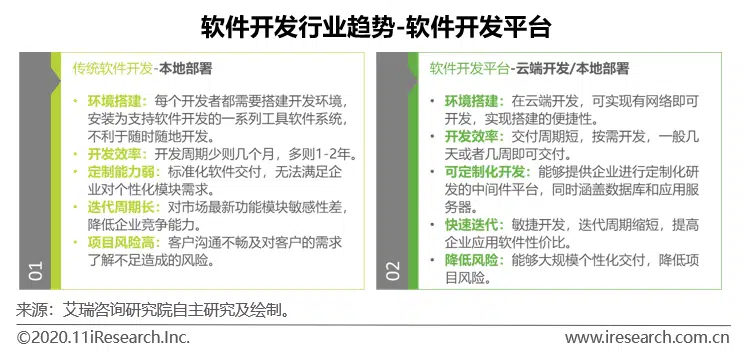 软件开发行业趋势-软件开发平台
传统软件开发-本地部署
• 环境搭建：每个开发者都需要搭建开发环境，
安装为支持软件开发的一系列工具软件系统，
不利于随时随地开发。
• 开发效率：开发周期少则几个月，多则1-2年。
• 定制能力弱：标准化软件交付，无法满足企
业对个性化模块需求。
• 迭代周期长：对市场最新功能模块敏感性差，
降低企业竞争能力。
• 项目风险高：客户沟通不畅及对客户的需求
了解不足造成的风险。
01
软件开发平台-云端开发/本地部署
• 环境搭建：在云端开发，可实现有网络即可
开发，实现搭建的便捷性。
• 开发效率：交付周期短，按需开发，一般几
天或者几周即可交付。
• 可定制化开发：能够提供企业进行定制化研
发的中间件平台，同时涵盖数据库和应用服
务器。
• 快速迭代：敏捷开发，迭代周期缩短，提高
企业应用软件性价比。
• 降低风险：能够大规模个性化交付，降低项
目风险。
02
来源：艾瑞咨询研究院自主研究及绘制。
©2020.11iResearch.Inc.
www.iresearch.com.cn